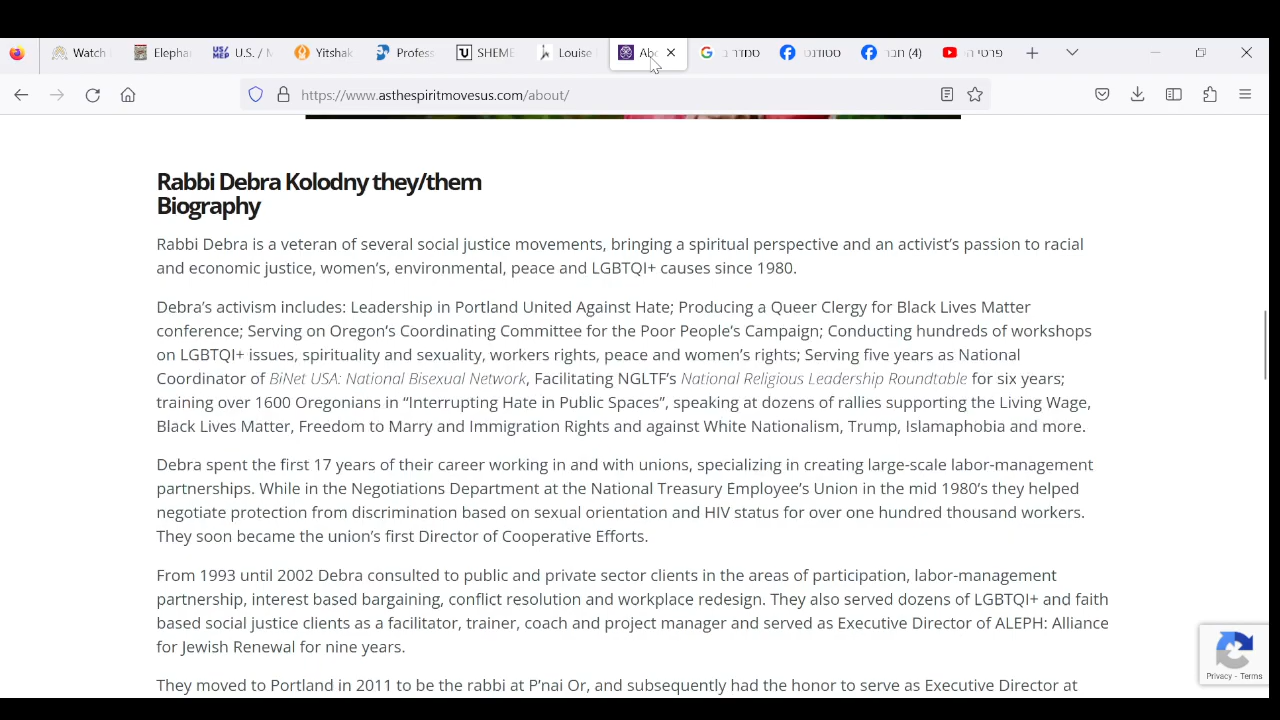 Watch
Elepha
U.S. / M
Yitshak
Profess
SHEME
Louise
Abo
סמדר ב
סטודנט
(4) חבר
פרטי ה
https://www.asthespiritmovesus.com/about/
Rabbi Debra Kolodny they/them
Biography
Rabbi Debra is a veteran of several social justice movements, bringing a spiritual perspective and an activist's passion to racial
and economic justice, women's, environmental, peace and LGBTQI+ causes since 1980.
Debra's activism includes: Leadership in Portland United Against Hate; Producing a Queer Clergy for Black Lives Matter
conference; Serving on Oregon's Coordinating Committee for the Poor People's Campaign; Conducting hundreds of workshops
on LGBTQI+ issues, spirituality and sexuality, workers rights, peace and women's rights; Serving five years as National
Coordinator of BiNet USA: National Bisexual Network, Facilitating NGLTF's National Religious Leadership Roundtable for six years;
training over 1600 Oregonians in "Interrupting Hate in Public Spaces", speaking at dozens of rallies supporting the Living Wage,
Black Lives Matter, Freedom to Marry and Immigration Rights and against White Nationalism, Trump, Islamaphobia and more.
Debra spent the first 17 years of their career working in and with unions, specializing in creating large-scale labor-management
partnerships. While in the Negotiations Department at the National Treasury Employee's Union in the mid 1980's they helped
negotiate protection from discrimination based on sexual orientation and HIV status for over one hundred thousand workers.
They soon became the union's first Director of Cooperative Efforts.
From 1993 until 2002 Debra consulted to public and private sector clients in the areas of participation, labor-management
partnership, interest based bargaining, conflict resolution and workplace redesign. They also served dozens of LGBTQI+ and faith
based social justice clients as a facilitator, trainer, coach and project manager and served as Executive Director of ALEPH: Alliance
for Jewish Renewal for nine years.
They moved to Portland in 2011 to be the rabbi at P'nai Or, and subsequently had the honor to serve as Executive Director at
Privacy - Terms